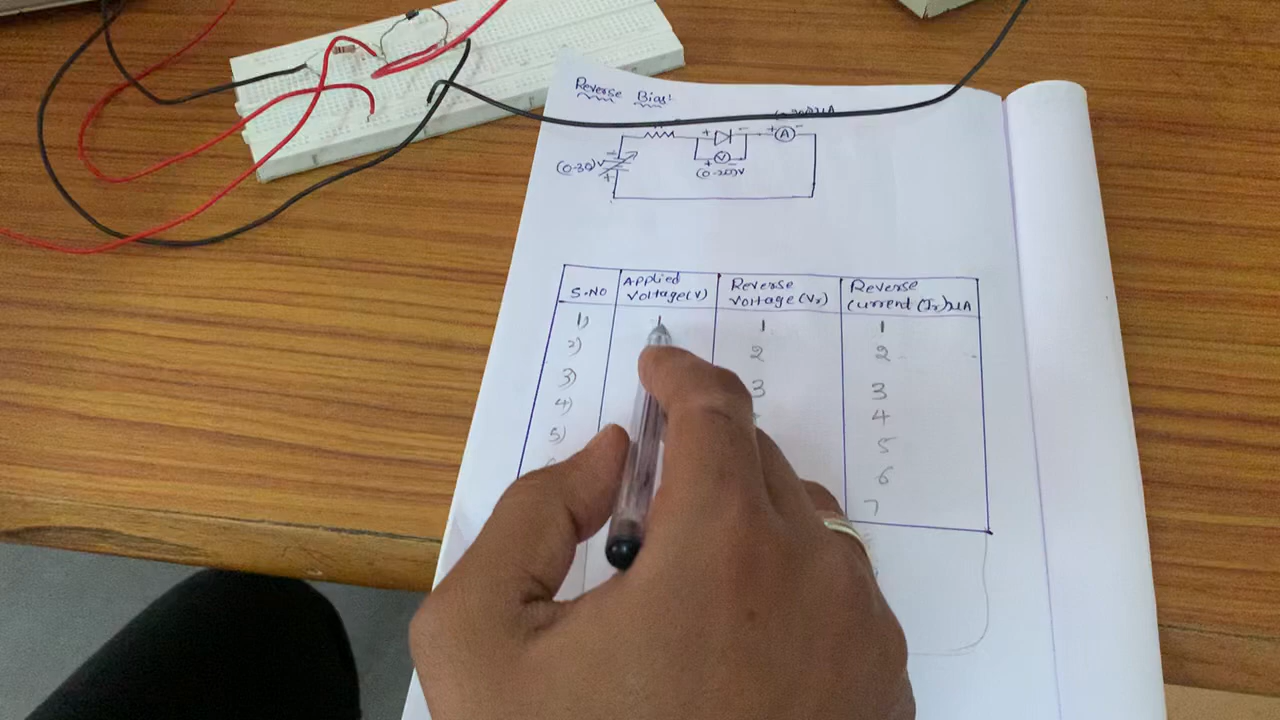 Reverse Bias:
(0-30)V
+ -
V
+ -
(0-20)V
+ A -
S.NO Applied Voltage(V) Reverse Voltage(Vr) Reverse Current(Ir)μA
1) 1 1 1
2) 2 2
3) 3 3
4) 4
5) 5
6
7